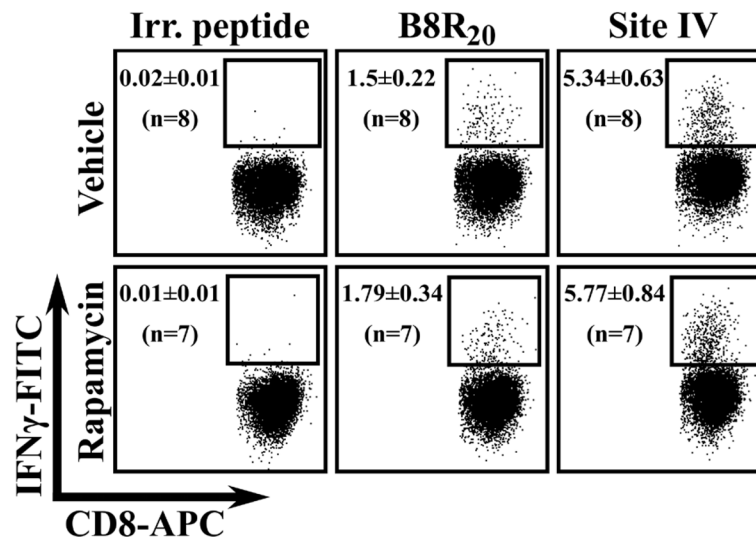 Irr. peptide B8R20 Site IV
Vehicle
0.02±0.01 1.5±0.22 5.34±0.63
(n=8) (n=8) (n=8)
Rapamycin
0.01±0.01 1.79±0.34 5.77±0.84
(n=7) (n=7) (n=7)
IFNγ-FITC
CD8-APC